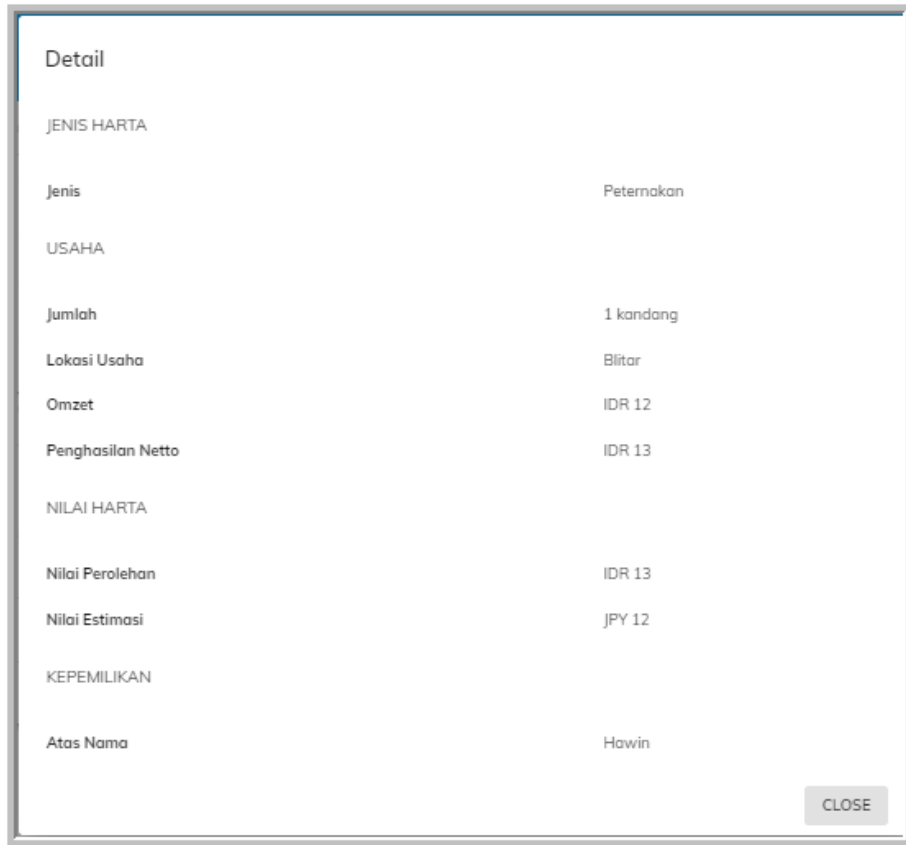 Detail
JENIS HARTA
Jenis Peternakan
USAHA
Jumlah 1 kandang
Lokasi Usaha Blitar
Omzet IDR 12
Penghasilan Netto IDR 13
NILAI HARTA
Nilai Perolehan IDR 13
Nilai Estimasi JPY 12
KEPEMILIKAN
Atas Nama Hawin
CLOSE